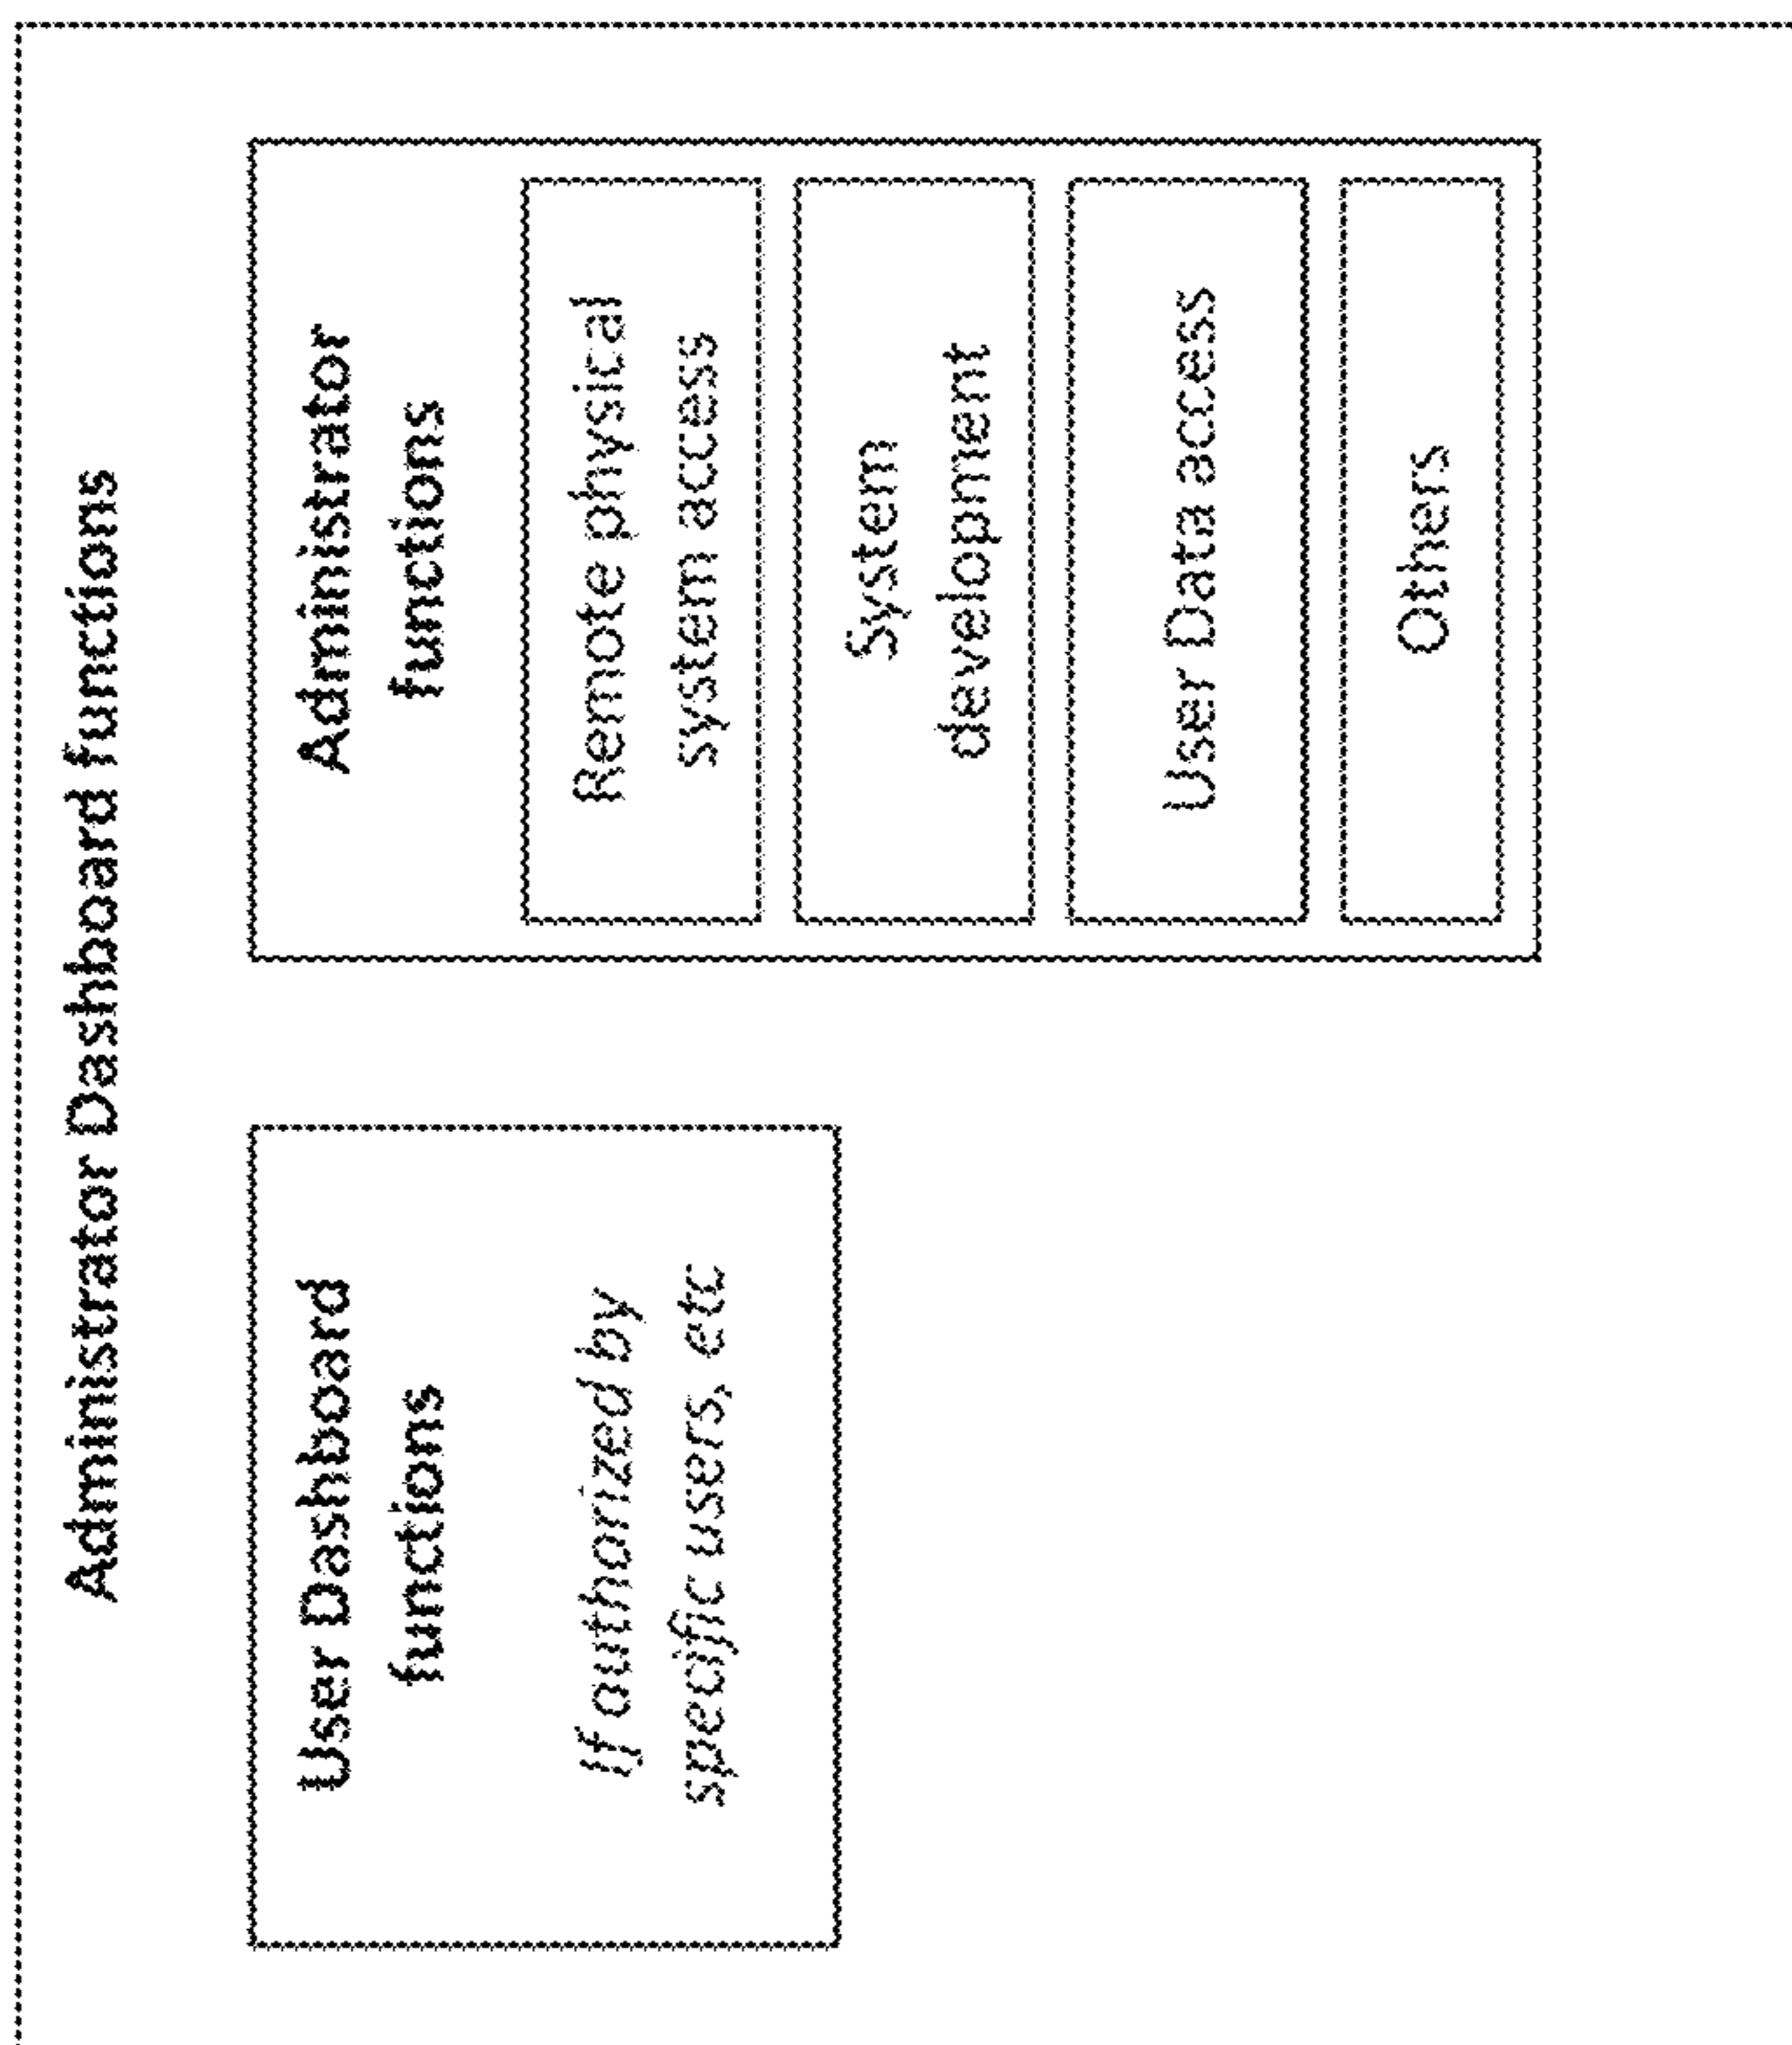 Administrator Dashboard functions
User Dashboard
functions
If authorized by
specific users, etc
Administrator
functions
Remote physical
system access
System
development
User Data access
Others